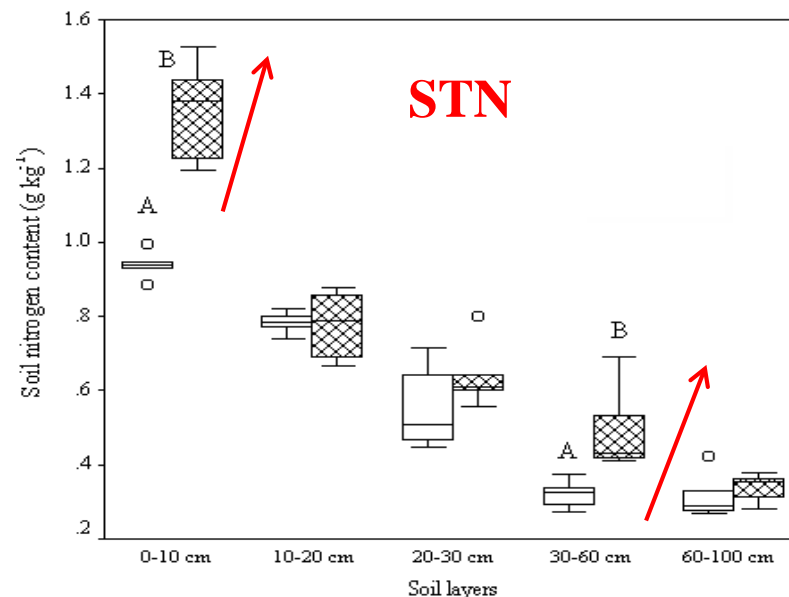 STN
Soil nitrogen content (g kg⁻¹)
1.6
1.4
1.2
1.0
.8
.6
.4
.2
A
B
A
B
0-10 cm
10-20 cm
20-30 cm
30-60 cm
60-100 cm
Soil layers